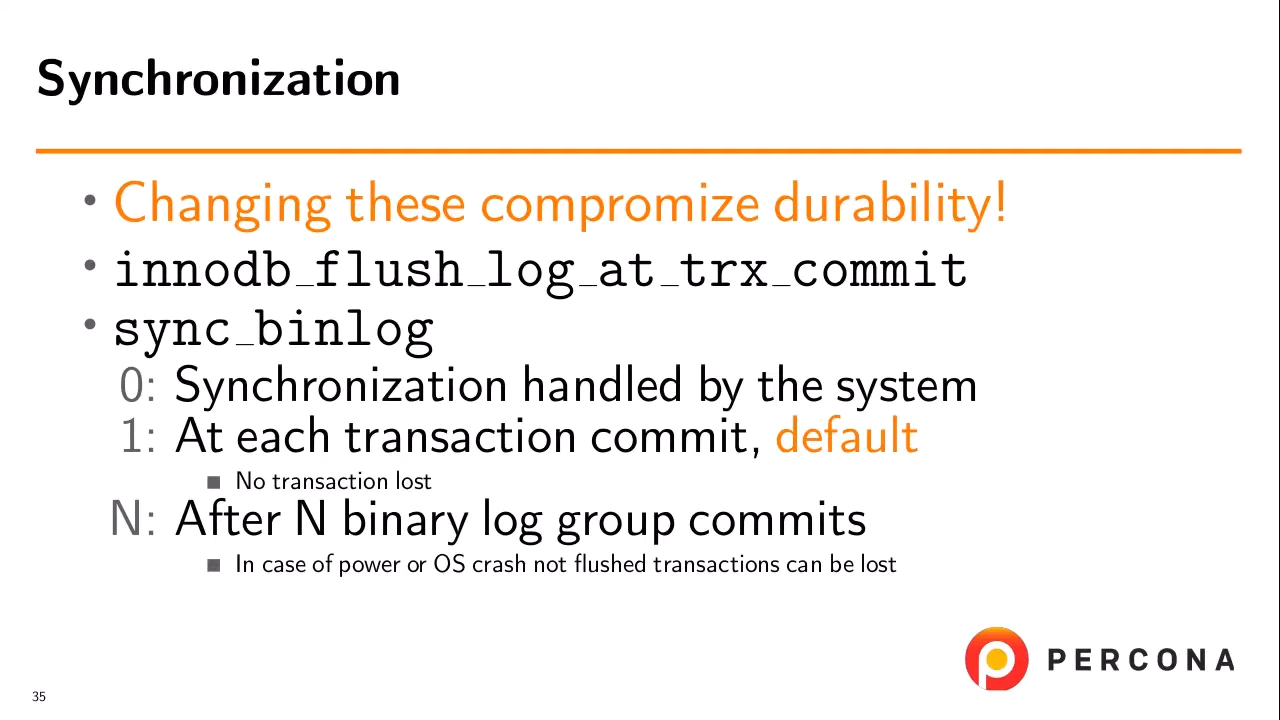 Synchronization
• Changing these compromize durability!
• innodb_flush_log_at_trx_commit
• sync_binlog
0: Synchronization handled by the system
1: At each transaction commit, default
■ No transaction lost
N: After N binary log group commits
■ In case of power or OS crash not flushed transactions can be lost
PERCONA
35